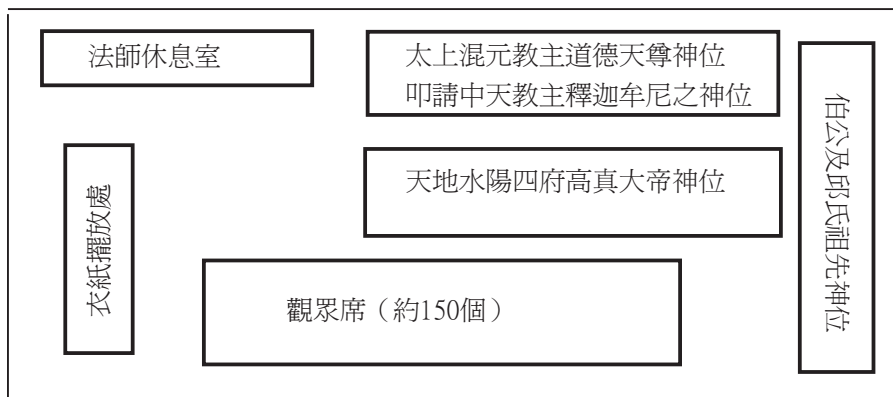 法師休息室
太上混元教主道德天尊神位
叩請中天教主釋迦牟尼之神位
伯公及邱氏祖先神位
衣紙擺放處
天地水陽四府高真大帝神位
觀眾席（約150個）